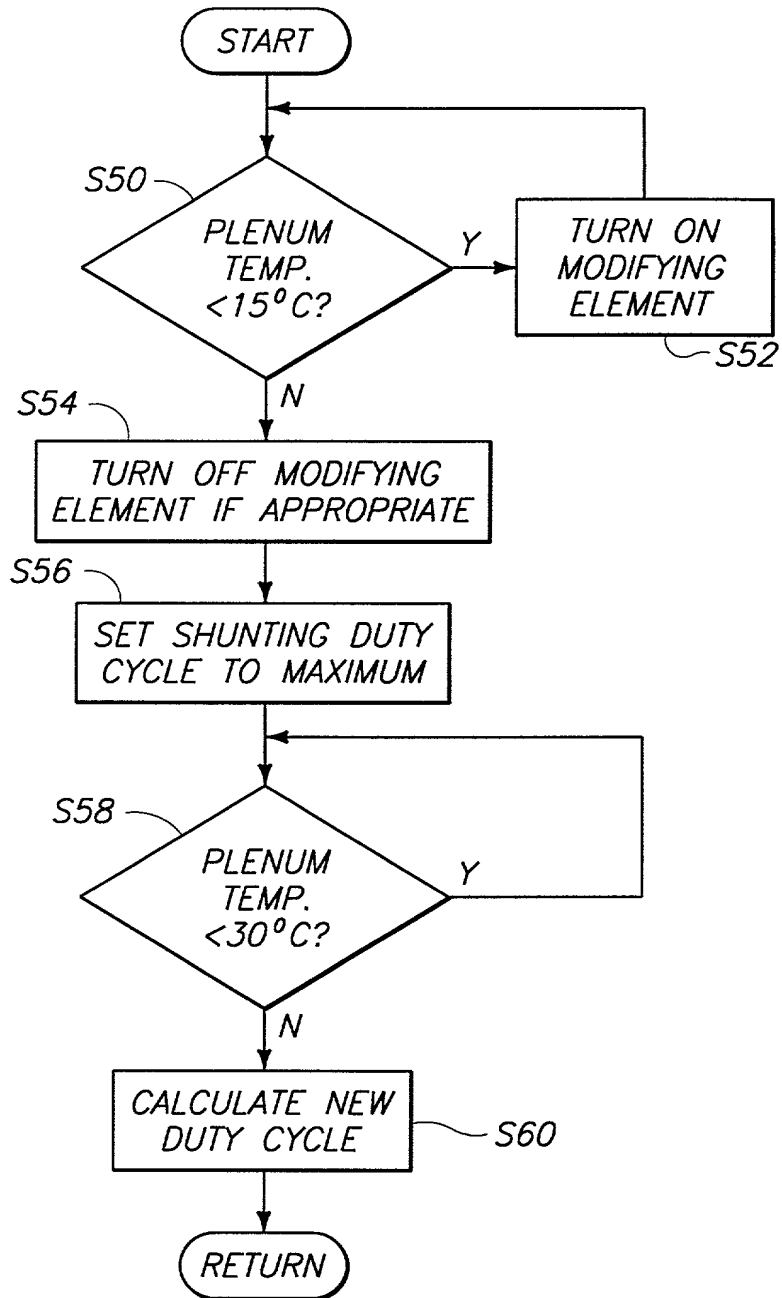 START
S50
PLENUM
TEMP.
<15°C?
Y
TURN ON
MODIFYING
ELEMENT
S52
N
S54
TURN OFF MODIFYING
ELEMENT IF APPROPRIATE
S56
SET SHUNTING DUTY
CYCLE TO MAXIMUM
S58
PLENUM
TEMP.
<30°C?
Y
N
CALCULATE NEW
DUTY CYCLE
S60
RETURN